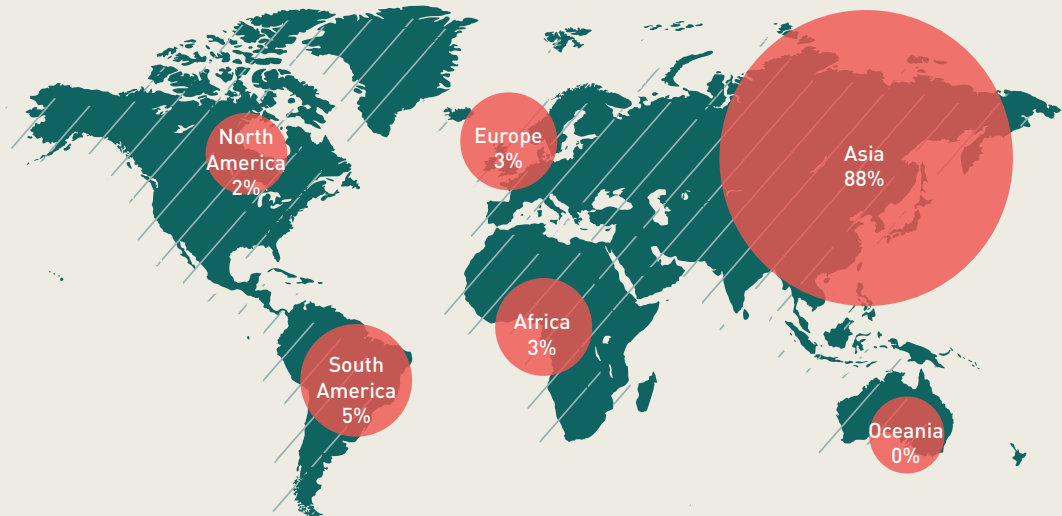 North
America
2%
Europe
3%
Asia
88%
Africa
3%
South
America
5%
Oceania
0%